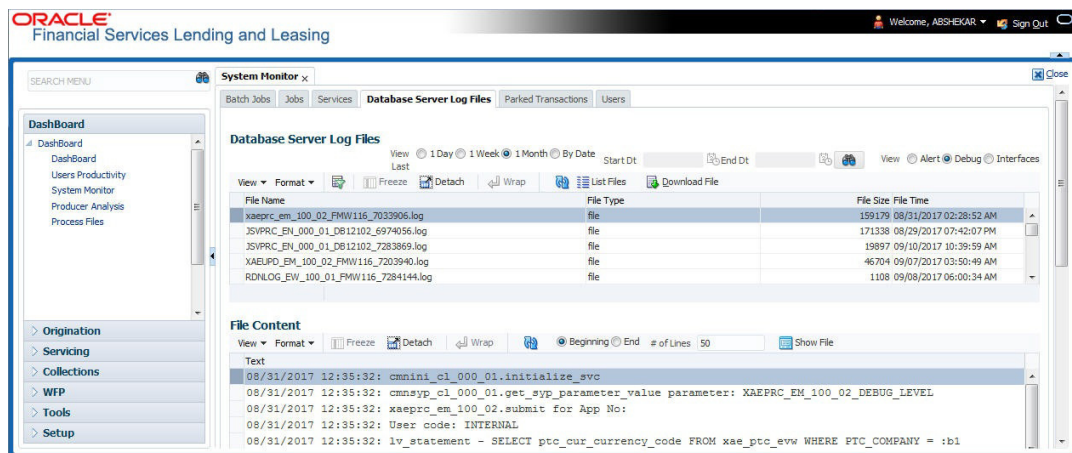 ORACLE
Financial Services Lending and Leasing
Welcome, ABSHEKAR
Sign Out
SEARCH MENU
DashBoard
DashBoard
DashBoard
Users Productivity
System Monitor
Producer Analysis
Process Files
Origination
Servicing
Collections
WFP
Tools
Setup
System Monitor x
Close
Batch Jobs Jobs Services Database Server Log Files Parked Transactions Users
Database Server Log Files
View Last 1 Day 1 Week 1 Month By Date Start Dt End Dt View Alert Debug Interfaces
View Format Freeze Detach Wrap List Files Download File
File Name File Type File Size File Time
xaeprc_em_100_02_FMW116_7033906.log file 159179 08/31/2017 02:28:52 AM
JSVPRC_EN_000_01_DB12102_6974056.log file 171338 08/29/2017 07:42:07 PM
JSVPRC_EN_000_01_DB12102_7283869.log file 19897 09/10/2017 10:39:59 AM
XAEUPD_EM_100_02_FMW116_7203940.log file 46704 09/07/2017 03:50:49 AM
RDNLOG_EW_100_01_FMW116_7284144.log file 1108 09/08/2017 06:00:34 AM
File Content
View Format Freeze Detach Wrap Beginning End # of Lines 50 Show File
Text
08/31/2017 12:35:32: cmnini_cl_000_01.initialize_svc
08/31/2017 12:35:32: cmnsyp_cl_000_01.get_syp_parameter_value parameter: XAEPRC_EM_100_02_DEBUG_LEVEL
08/31/2017 12:35:32: xaeprc_em_100_02.submit for App No:
08/31/2017 12:35:32: User code: INTERNAL
08/31/2017 12:35:32: lv_statement - SELECT ptc_cur_currency_code FROM xae_ptc_evw WHERE PTC_COMPANY = :b1